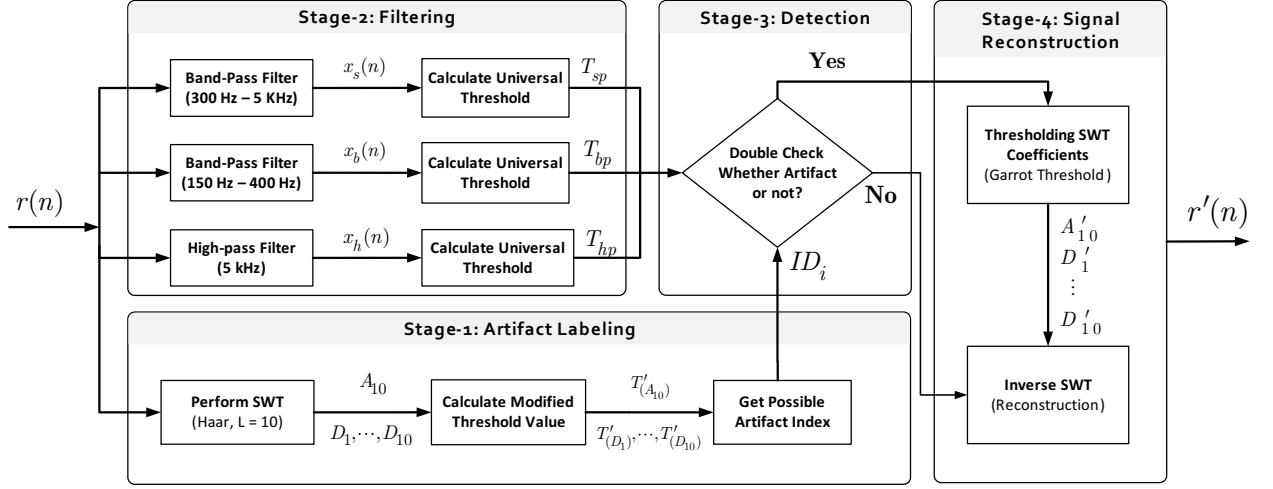 Stage-2: Filtering
Band-Pass Filter
(300 Hz – 5 KHz)
x_s(n)
Calculate Universal
Threshold
T_sp
Band-Pass Filter
(150 Hz – 400 Hz)
x_b(n)
Calculate Universal
Threshold
T_bp
r(n)
High-pass Filter
(5 kHz)
x_h(n)
Calculate Universal
Threshold
T_hp
Stage-3: Detection
Yes
Double Check
Whether Artifact
or not?
No
ID_i
Stage-1: Artifact Labeling
Perform SWT
(Haar, L = 10)
A_10
D_1,⋯,D_10
Calculate Modified
Threshold Value
T′_(A_10)
T′_(D_1),⋯,T′_(D_10)
Get Possible
Artifact Index
Stage-4: Signal
Reconstruction
Thresholding SWT
Coefficients
(Garrot Threshold)
A′_10
D′_1
⋮
D′_10
Inverse SWT
(Reconstruction)
r′(n)